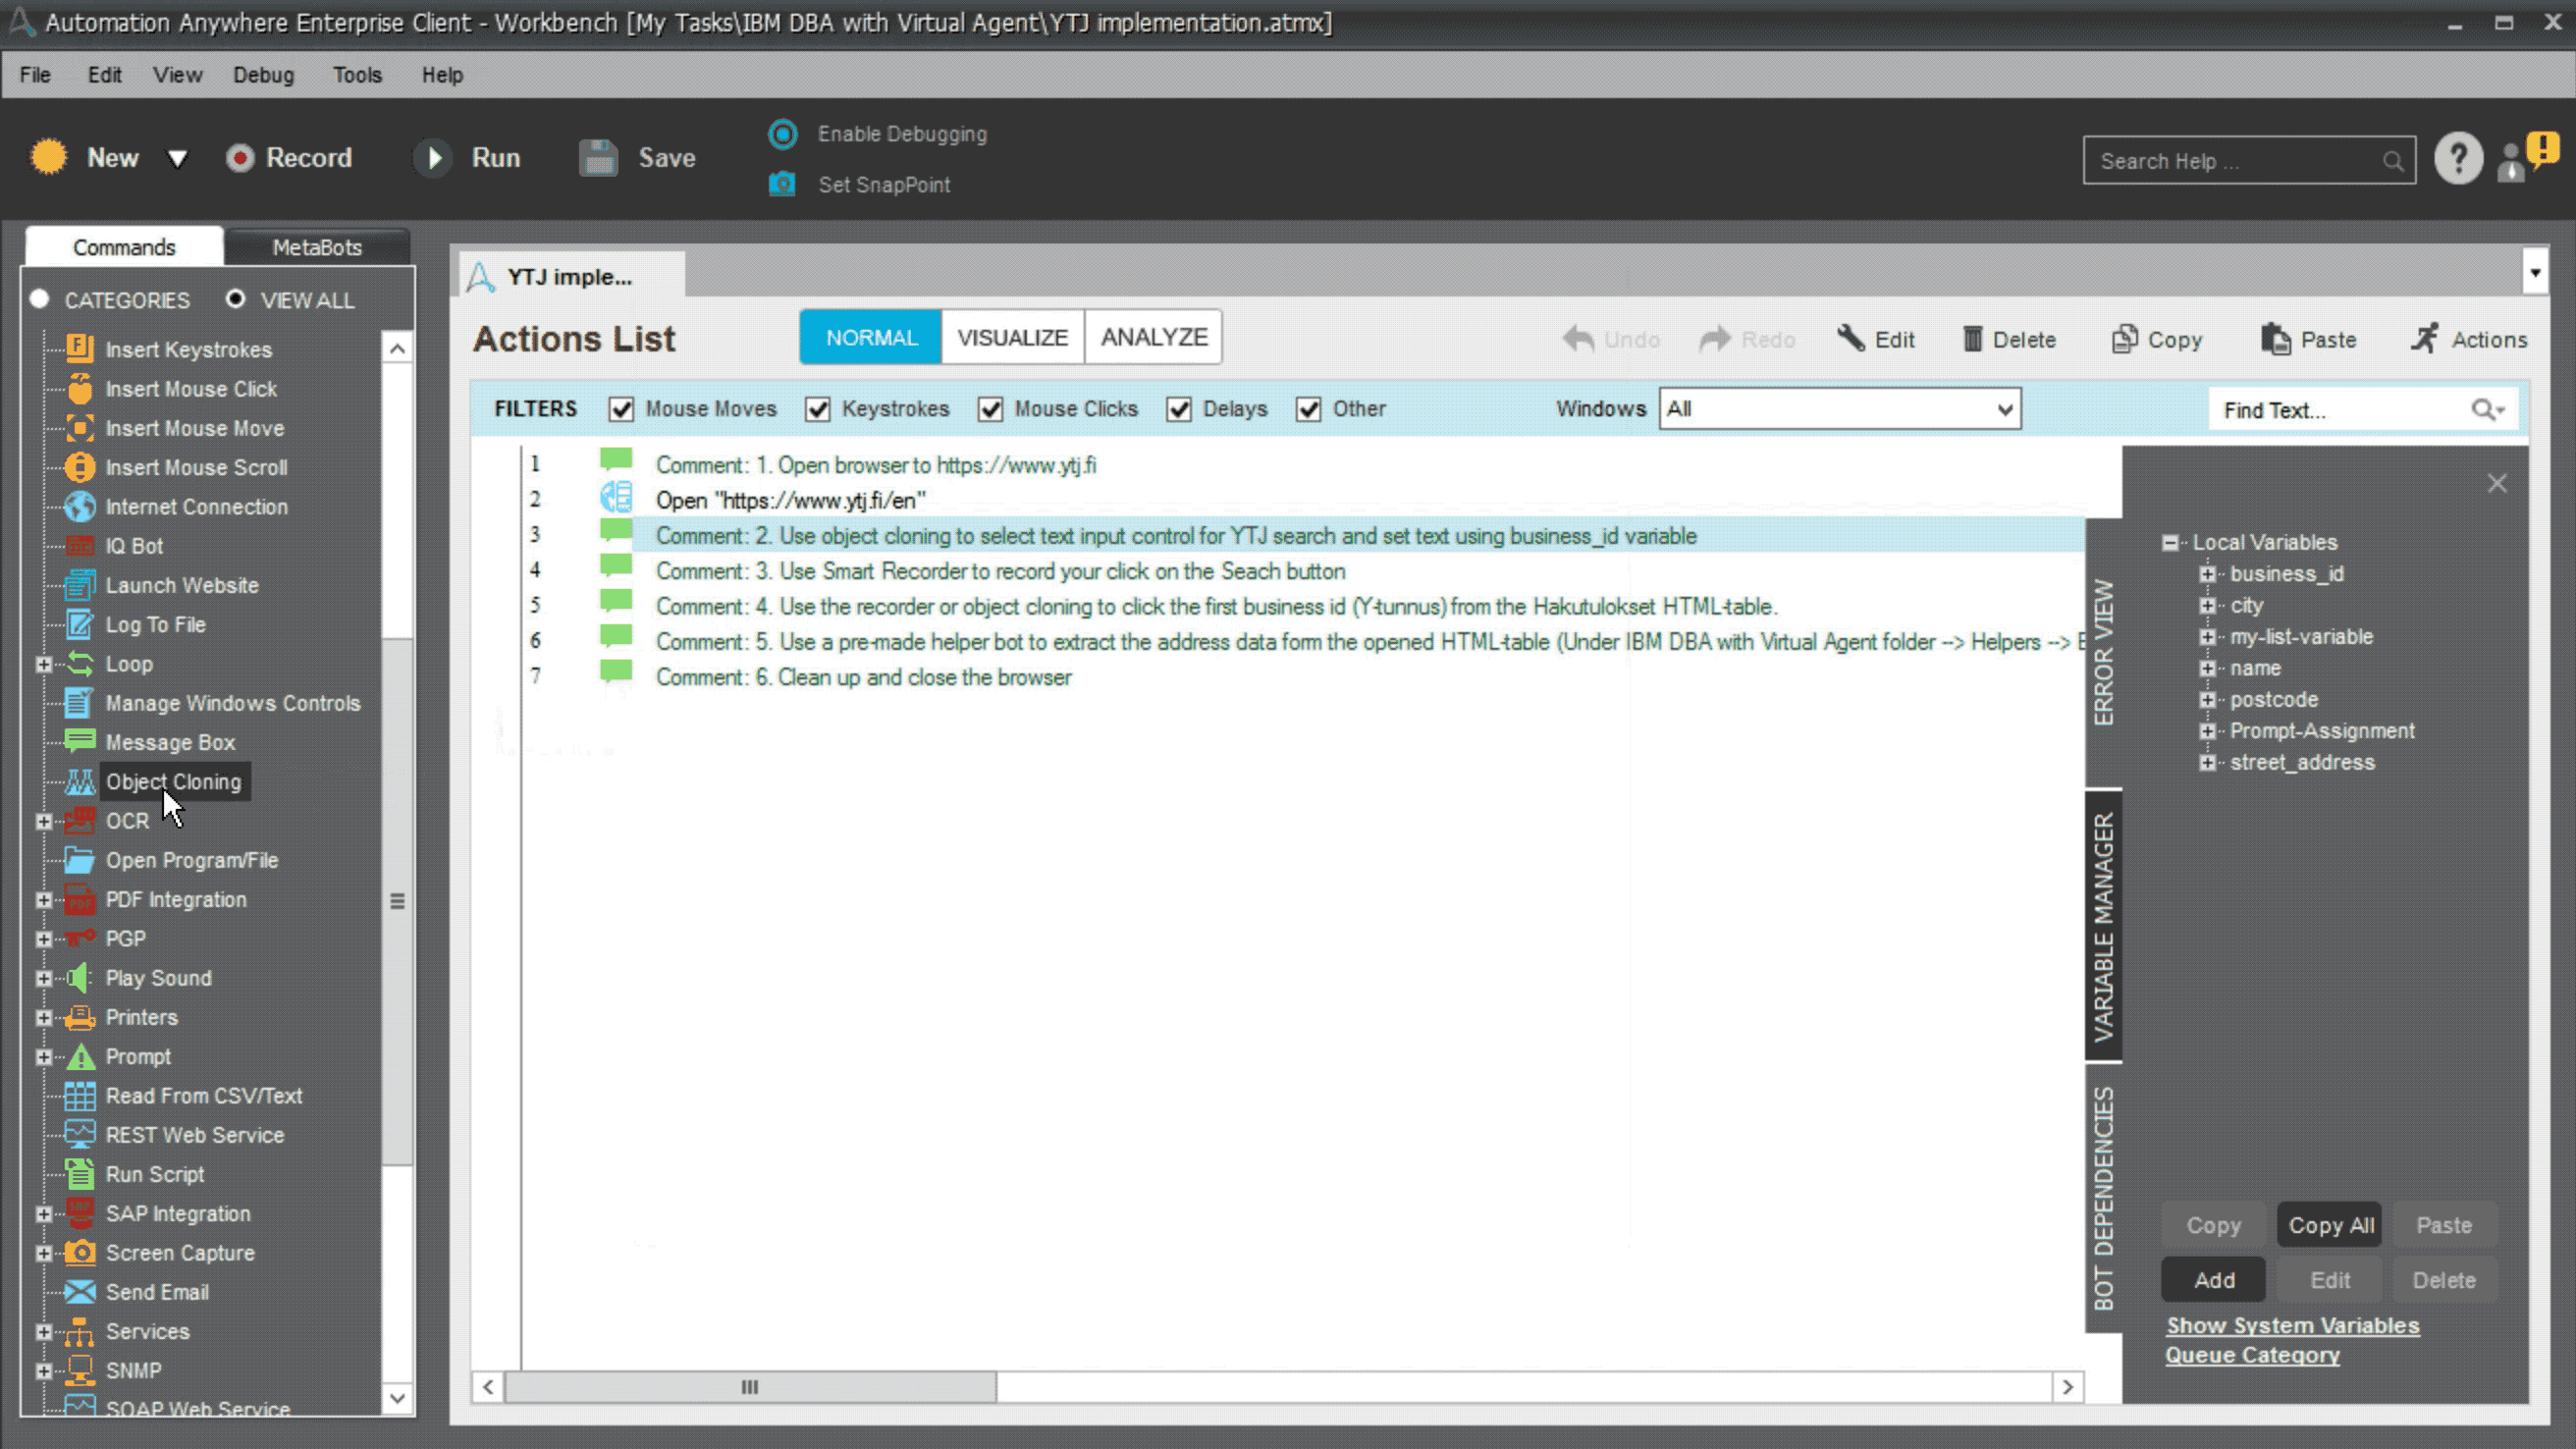 Automation Anywhere Enterprise Client - Workbench [My Tasks\IBM DBA with Virtual Agent\YTJ implementation.atmx]
File Edit View Debug Tools Help
New Record Run Save
Enable Debugging
Set SnapPoint
Search Help ...
Commands MetaBots
CATEGORIES VIEW ALL
Insert Keystrokes
Insert Mouse Click
Insert Mouse Move
Insert Mouse Scroll
Internet Connection
IQ Bot
Launch Website
Log To File
Loop
Manage Windows Controls
Message Box
Object Cloning
OCR
Open Program/File
PDF Integration
PGP
Play Sound
Printers
Prompt
Read From CSV/Text
REST Web Service
Run Script
SAP Integration
Screen Capture
Send Email
Services
SNMP
SOAP Web Service
YTJ imple...
Actions List NORMAL VISUALIZE ANALYZE Undo Redo Edit Delete Copy Paste Actions
FILTERS Mouse Moves Keystrokes Mouse Clicks Delays Other Windows All Find Text...
1 Comment: 1. Open browser to https://www.ytj.fi
2 Open "https://www.ytj.fi/en"
3 Comment: 2. Use object cloning to select text input control for YTJ search and set text using business_id variable
4 Comment: 3. Use Smart Recorder to record your click on the Seach button
5 Comment: 4. Use the recorder or object cloning to click the first business id (Y-tunnus) from the Hakutulokset HTML-table.
6 Comment: 5. Use a pre-made helper bot to extract the address data form the opened HTML-table (Under IBM DBA with Virtual Agent folder --> Helpers --> E
7 Comment: 6. Clean up and close the browser
ERROR VIEW
VARIABLE MANAGER
BOT DEPENDENCIES
Local Variables
business_id
city
my-list-variable
name
postcode
Prompt-Assignment
street_address
Copy Copy All Paste
Add Edit Delete
Show System Variables
Queue Category